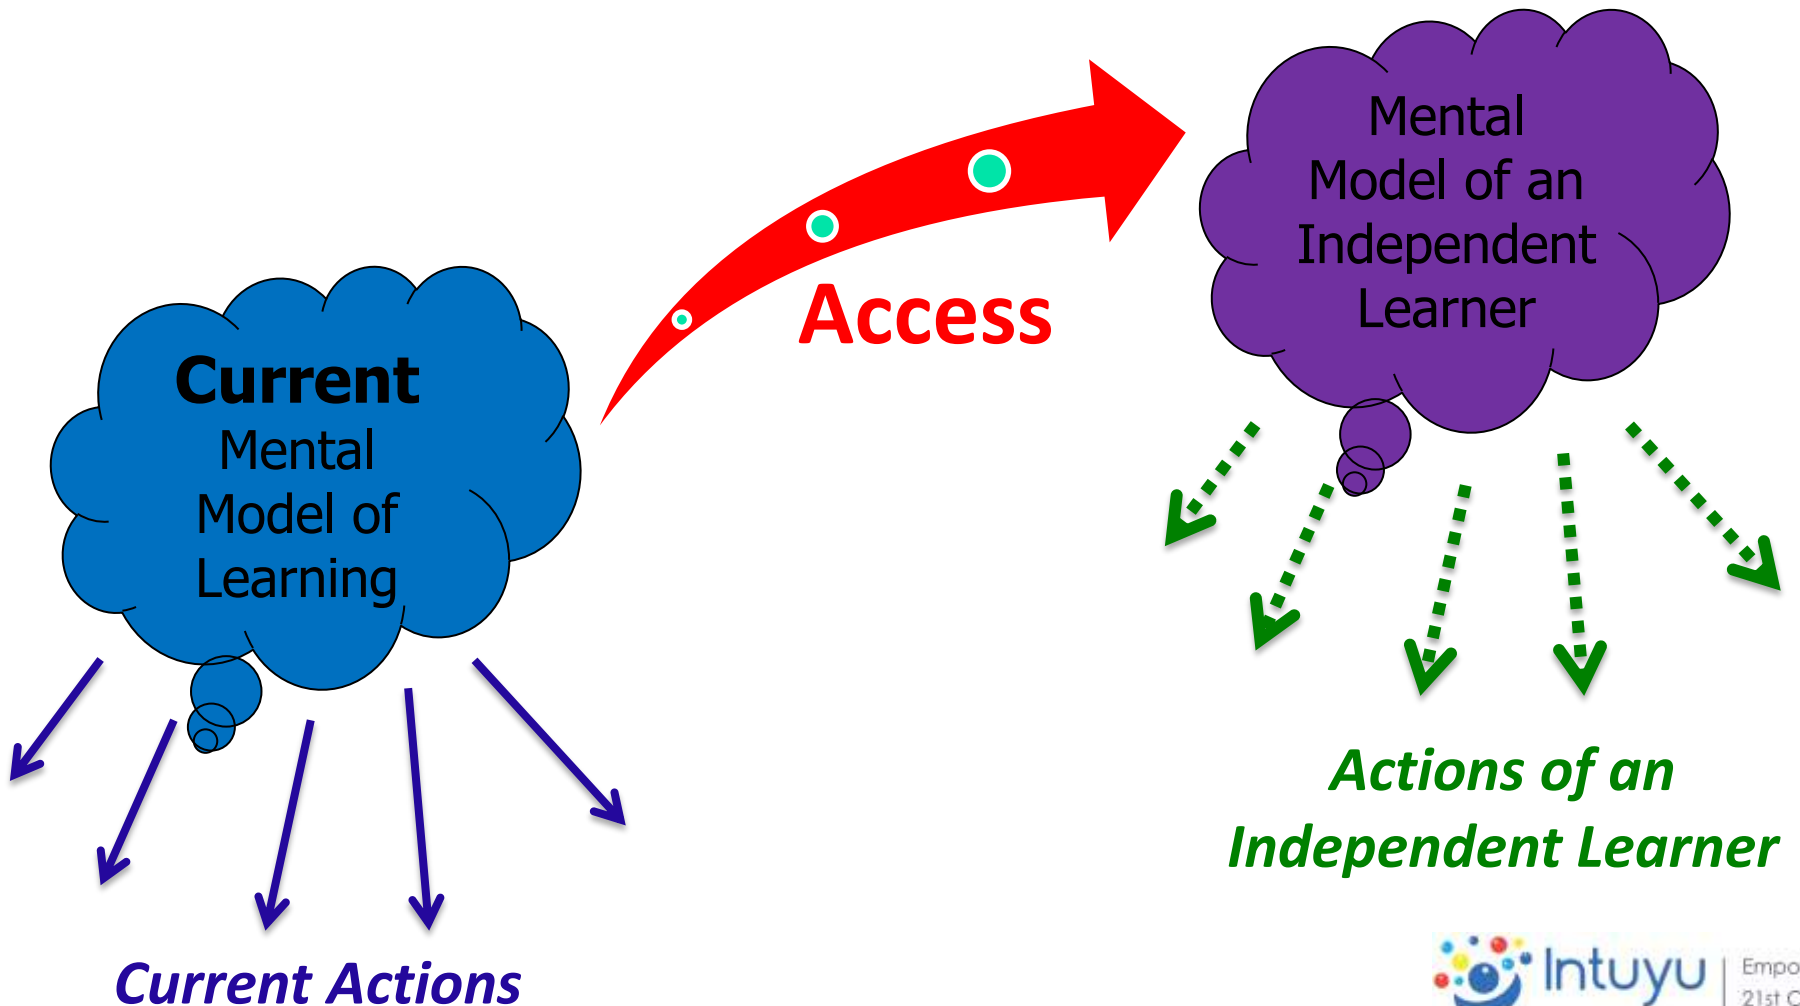 Current
Mental
Model of
Learning
Current Actions
Access
Mental
Model of an
Independent
Learner
Actions of an
Independent Learner
Intuyu
21st